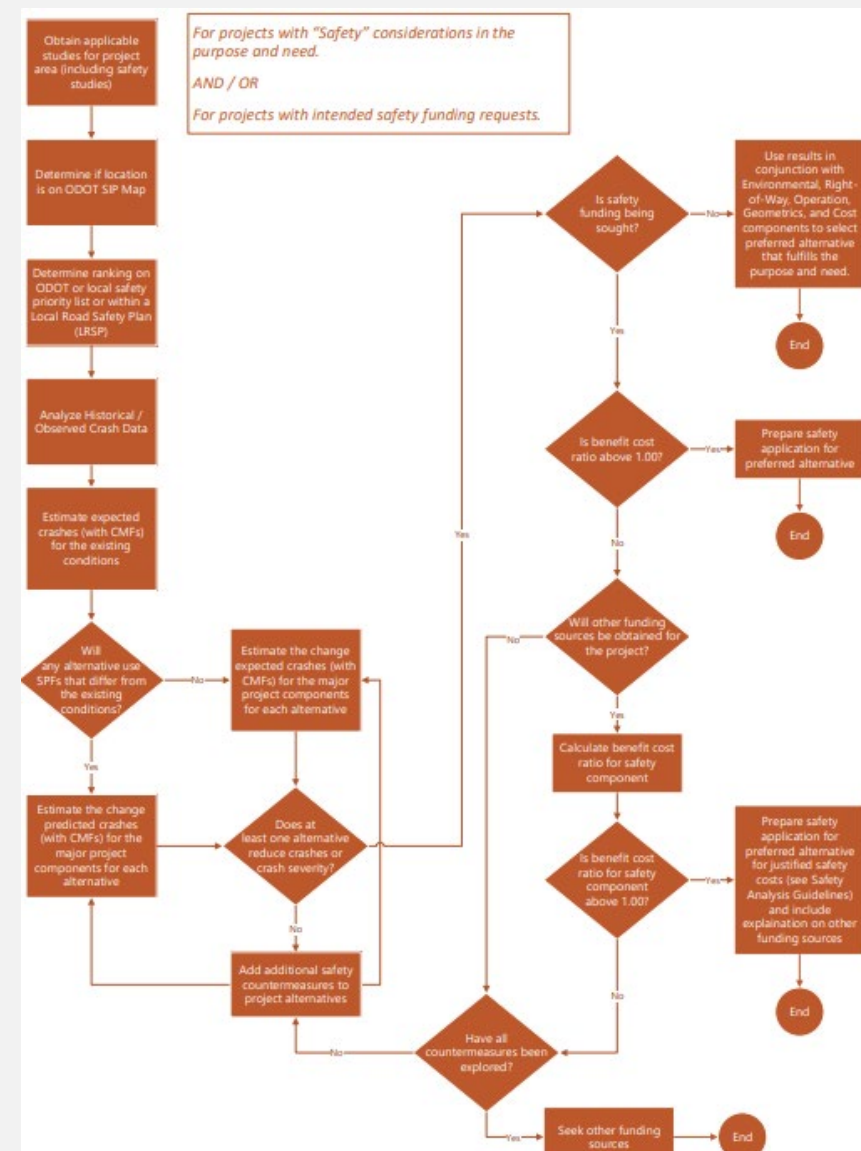 For projects with “Safety” considerations in the
purpose and need.
AND / OR
For projects with intended safety funding requests.
Obtain applicable
studies for project
area (including safety
studies)
Determine if location
is on ODOT SIP Map
Determine ranking on
ODOT or local safety
priority list or within a
Local Road Safety Plan
(LRSP)
Analyze Historical /
Observed Crash Data
Estimate expected
crashes (with CMFs)
for the existing
conditions
Will
any alternative use
SPFs that differ from
the existing
conditions?
No
Yes
Estimate the change
expected crashes (with
CMFs) for the major
project components
for each alternative
Estimate the change
predicted crashes
(with CMFs) for the
major project
components for each
alternative
Does at
least one alternative
reduce crashes or
crash severity?
Yes
No
Add additional safety
countermeasures to
project alternatives
Is safety
funding being
sought?
No
Use results in
conjunction with
Environmental, Right-
of-Way, Operation,
Geometrics, and Cost
components to select
preferred alternative
that fulfills the
purpose and need.
End
Yes
Is benefit cost
ratio above 1.00?
Yes
Prepare safety
application for
preferred alternative
End
No
Will other funding
sources be obtained for
the project?
No
Yes
Calculate benefit cost
ratio for safety
component
Is benefit cost
ratio for safety
component
above 1.00?
Yes
Prepare safety
application for
preferred alternative
for justified safety
costs (see Safety
Analysis Guidelines)
and include
explaination on other
funding sources
End
No
Have all
countermeasures been
explored?
No
Yes
Seek other funding
sources
End